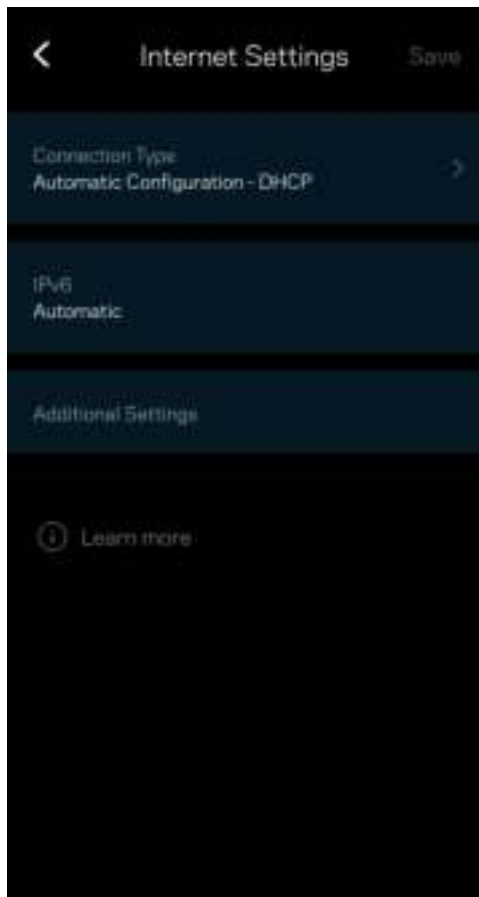 Internet Settings
Save
Connection Type
Automatic Configuration - DHCP
IPv6
Automatic
Additional Settings
Learn more